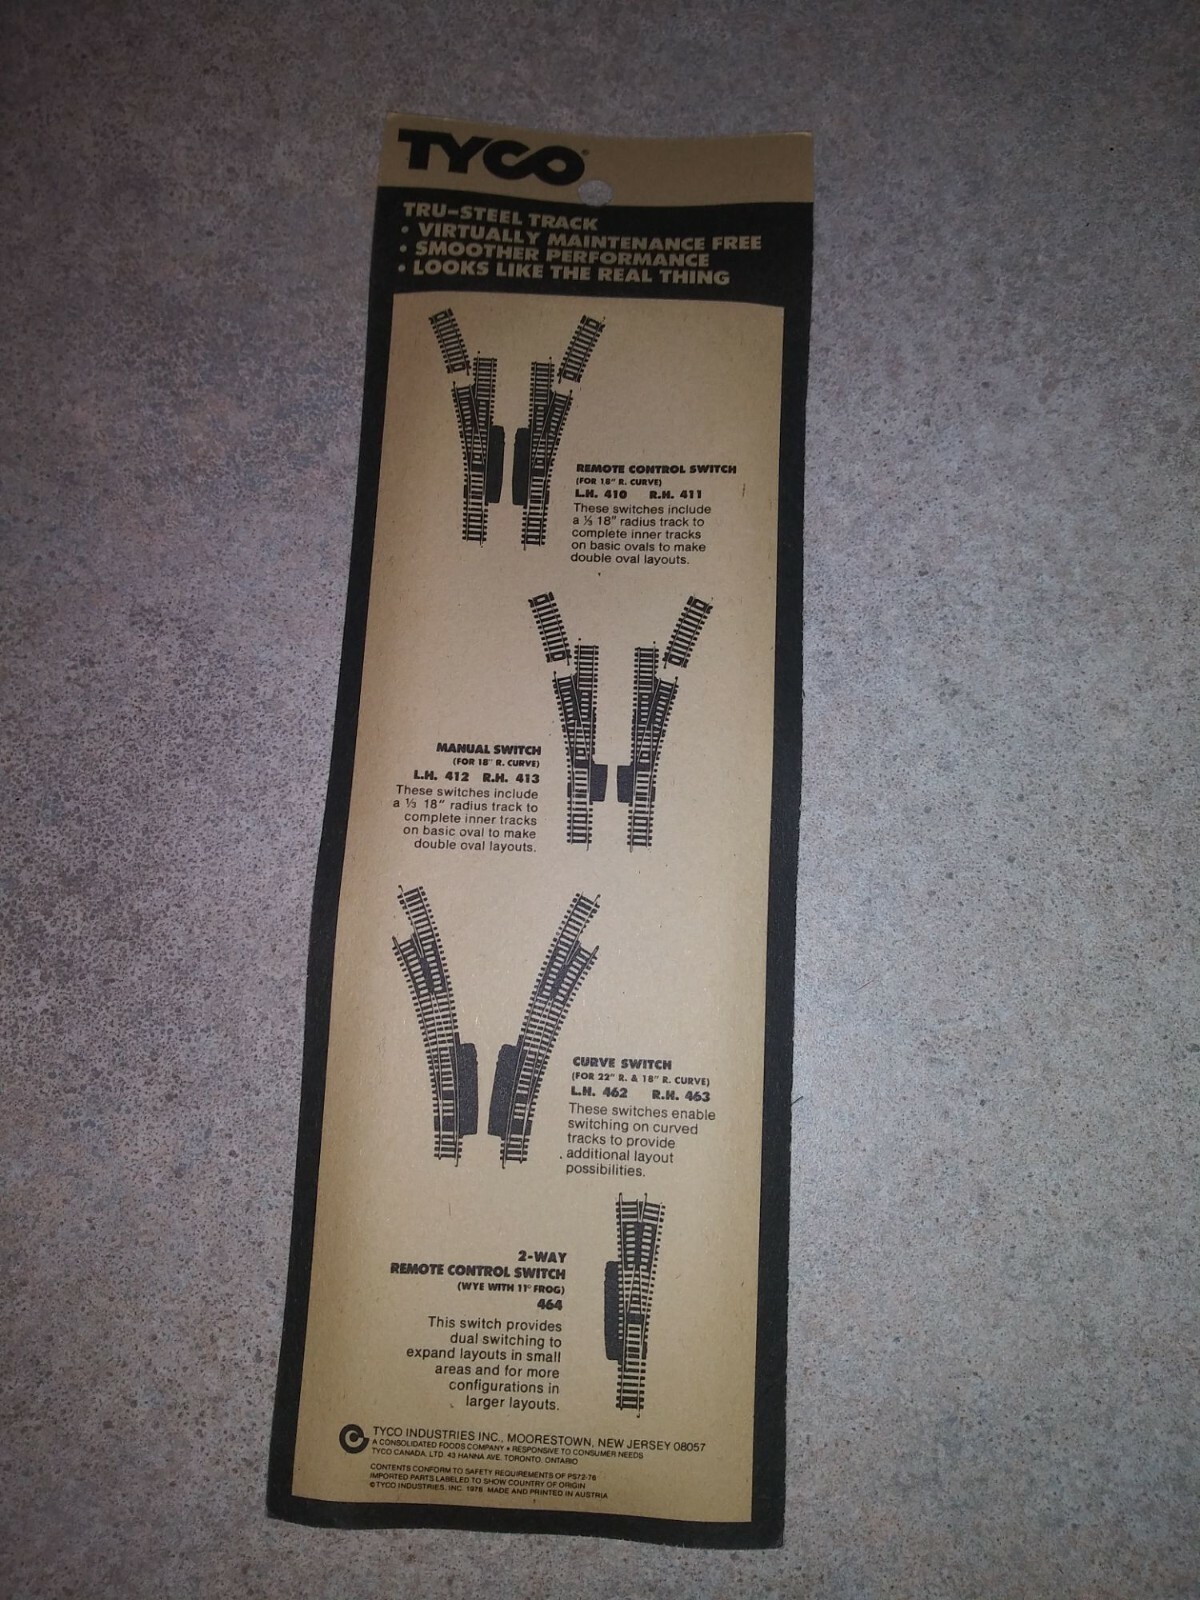 TYCO®
TRU-STEEL TRACK
• VIRTUALLY MAINTENANCE FREE
• SMOOTHER PERFORMANCE
• LOOKS LIKE THE REAL THING
REMOTE CONTROL SWITCH
(FOR 18" R. CURVE)
L.H. 410 R.H. 411
These switches include
a ⅓ 18" radius track to
complete inner tracks
on basic ovals to make
double oval layouts.
MANUAL SWITCH
(FOR 18" R. CURVE)
L.H. 412 R.H. 413
These switches include
a ⅓ 18" radius track to
complete inner tracks
on basic oval to make
double oval layouts.
CURVE SWITCH
(FOR 22" R. & 18" R. CURVE)
L.H. 462 R.H. 463
These switches enable
switching on curved
tracks to provide
additional layout
possibilities.
2-WAY
REMOTE CONTROL SWITCH
(WYE WITH 11° FROG)
464
This switch provides
dual switching to
expand layouts in small
areas and for more
configurations in
larger layouts.
TYCO INDUSTRIES INC., MOORESTOWN, NEW JERSEY 08057
A CONSOLIDATED FOODS COMPANY • RESPONSIVE TO CONSUMER NEEDS
TYCO CANADA, LTD. 43 HANNA AVE. TORONTO, ONTARIO
CONTENTS CONFORM TO SAFETY REQUIREMENTS OF PS72-76
IMPORTED PARTS LABELED TO SHOW COUNTRY OF ORIGIN
© TYCO INDUSTRIES, INC. 1976 MADE AND PRINTED IN AUSTRIA